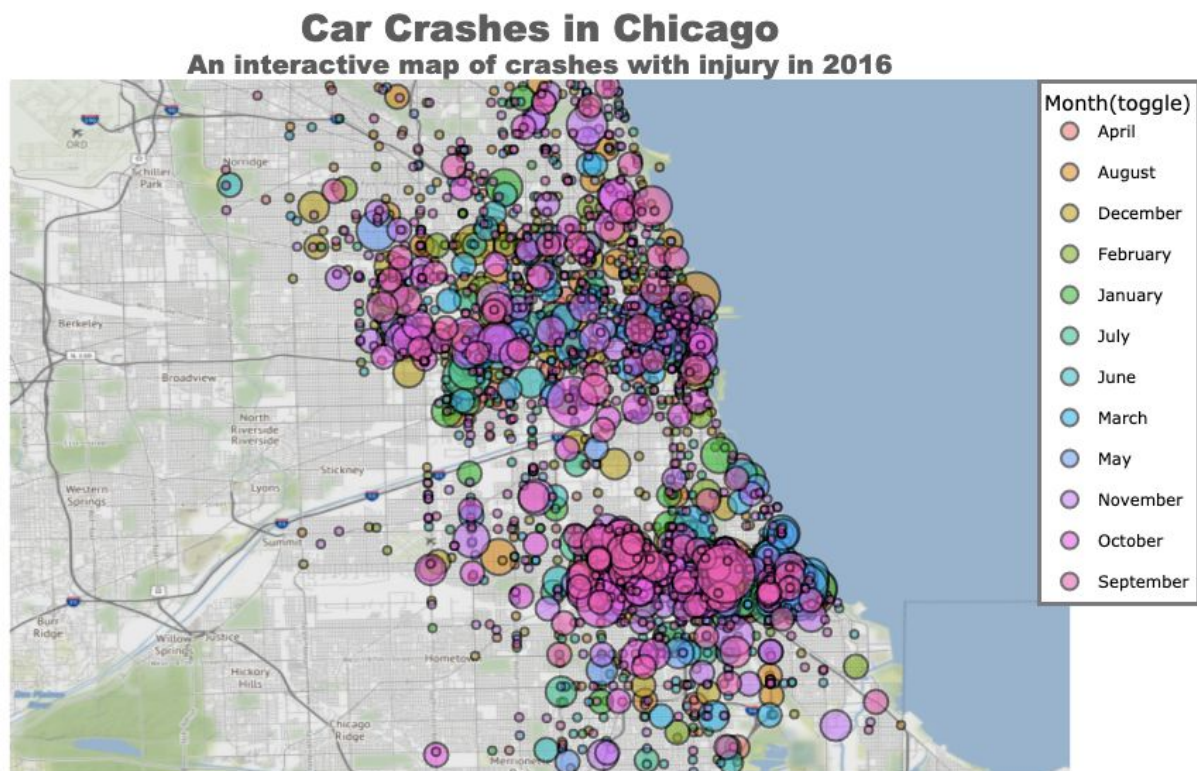 Car Crashes in Chicago
An interactive map of crashes with injury in 2016
Month(toggle)
April
August
December
February
January
July
June
March
May
November
October
September
ORD
Schiller
Park
Norridge
Berkeley
Broadview
North
Riverside
Riverside
Stickney
Lyons
Western
Springs
Summit
Burr
Ridge
Willow
Springs
Justice
Hometown
Hickory
Hills
Chicago
Ridge